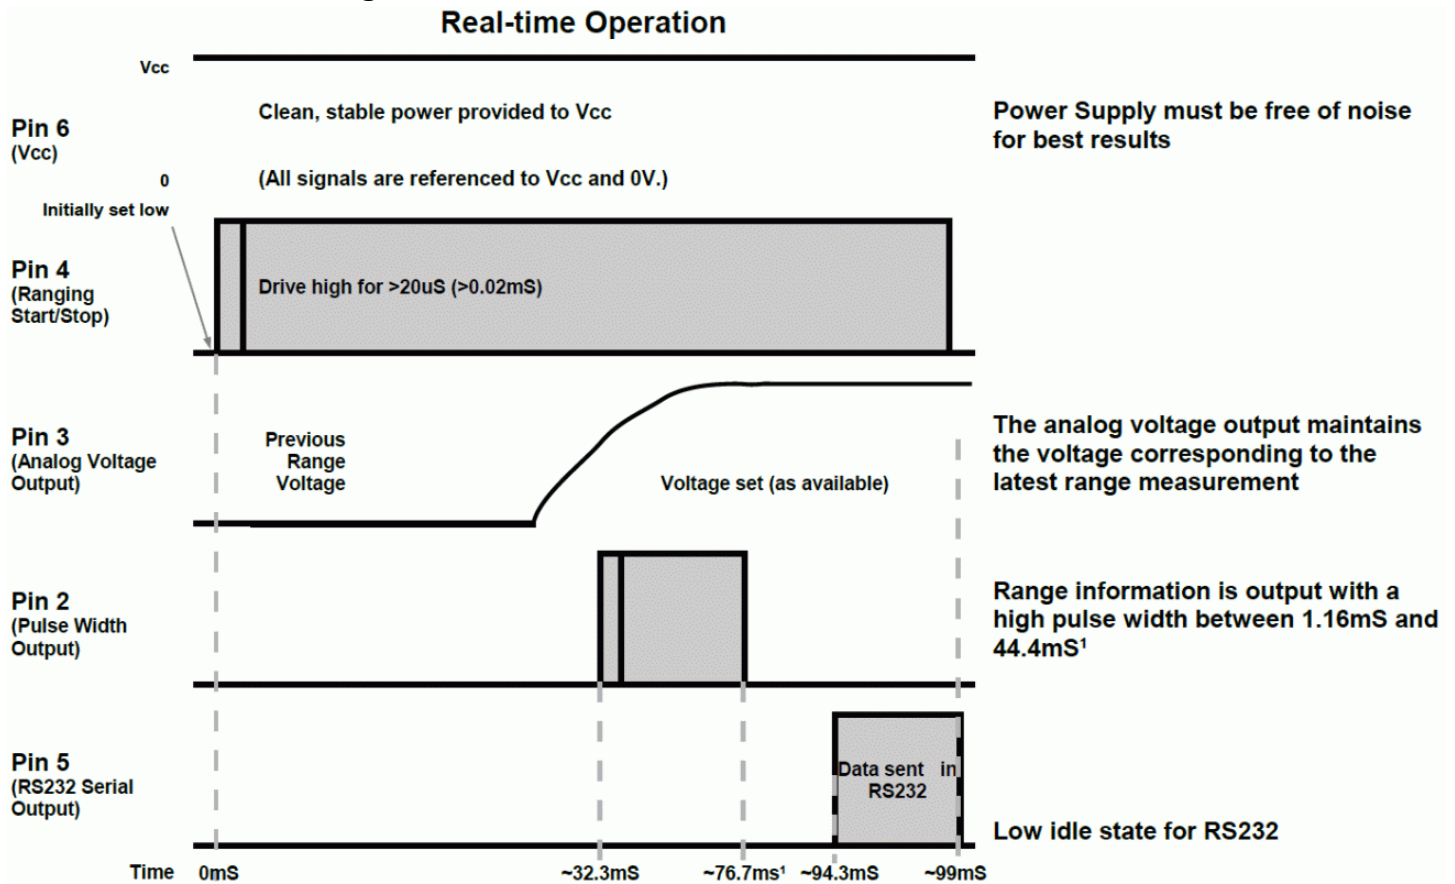 Real-time Operation
Vcc
Clean, stable power provided to Vcc
Power Supply must be free of noise
for best results
Pin 6
(Vcc)
0
(All signals are referenced to Vcc and 0V.)
Initially set low
Pin 4
(Ranging
Start/Stop)
Drive high for >20uS (>0.02mS)
Pin 3
(Analog Voltage
Output)
Previous
Range
Voltage
Voltage set (as available)
The analog voltage output maintains
the voltage corresponding to the
latest range measurement
Pin 2
(Pulse Width
Output)
Range information is output with a
high pulse width between 1.16mS and
44.4mS¹
Pin 5
(RS232 Serial
Output)
Data sent in
RS232
Low idle state for RS232
Time 0mS ~32.3mS ~76.7ms¹ ~94.3mS ~99mS